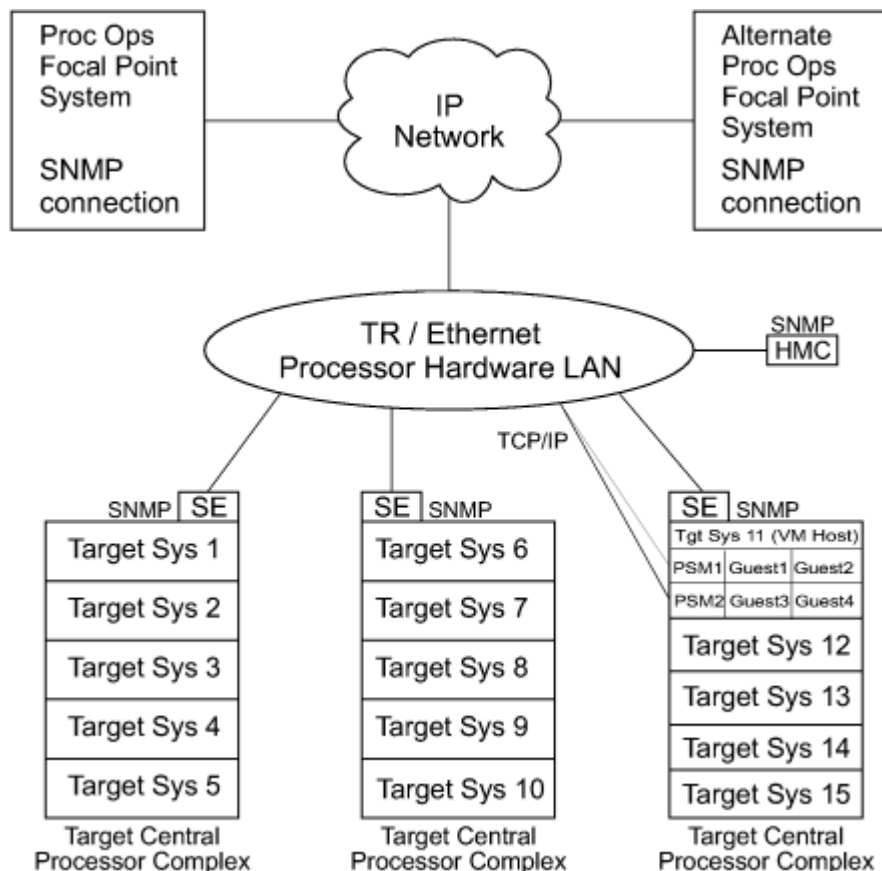 Proc Ops
Focal Point
System
SNMP
connection
IP
Network
Alternate
Proc Ops
Focal Point
System
SNMP
connection
TR / Ethernet
Processor Hardware LAN
SNMP
HMC
TCP/IP
SNMP
SE
Target Sys 1
Target Sys 2
Target Sys 3
Target Sys 4
Target Sys 5
Target Central
Processor Complex
SE
SNMP
Target Sys 6
Target Sys 7
Target Sys 8
Target Sys 9
Target Sys 10
Target Central
Processor Complex
SE
SNMP
Tgt Sys 11 (VM Host)
PSM1 Guest1 Guest2
PSM2 Guest3 Guest4
Target Sys 12
Target Sys 13
Target Sys 14
Target Sys 15
Target Central
Processor Complex